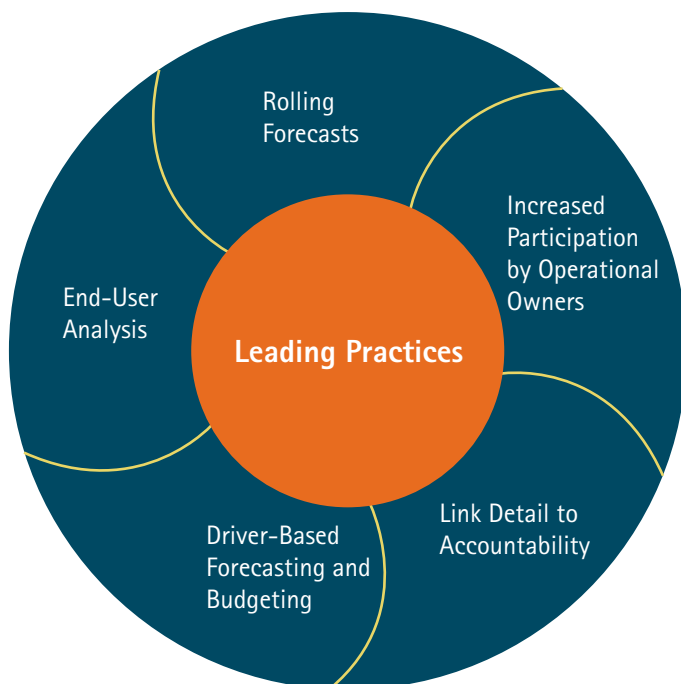 Rolling
Forecasts
Increased
Participation
by Operational
Owners
Link Detail to
Accountability
Driver-Based
Forecasting and
Budgeting
End-User
Analysis
Leading Practices